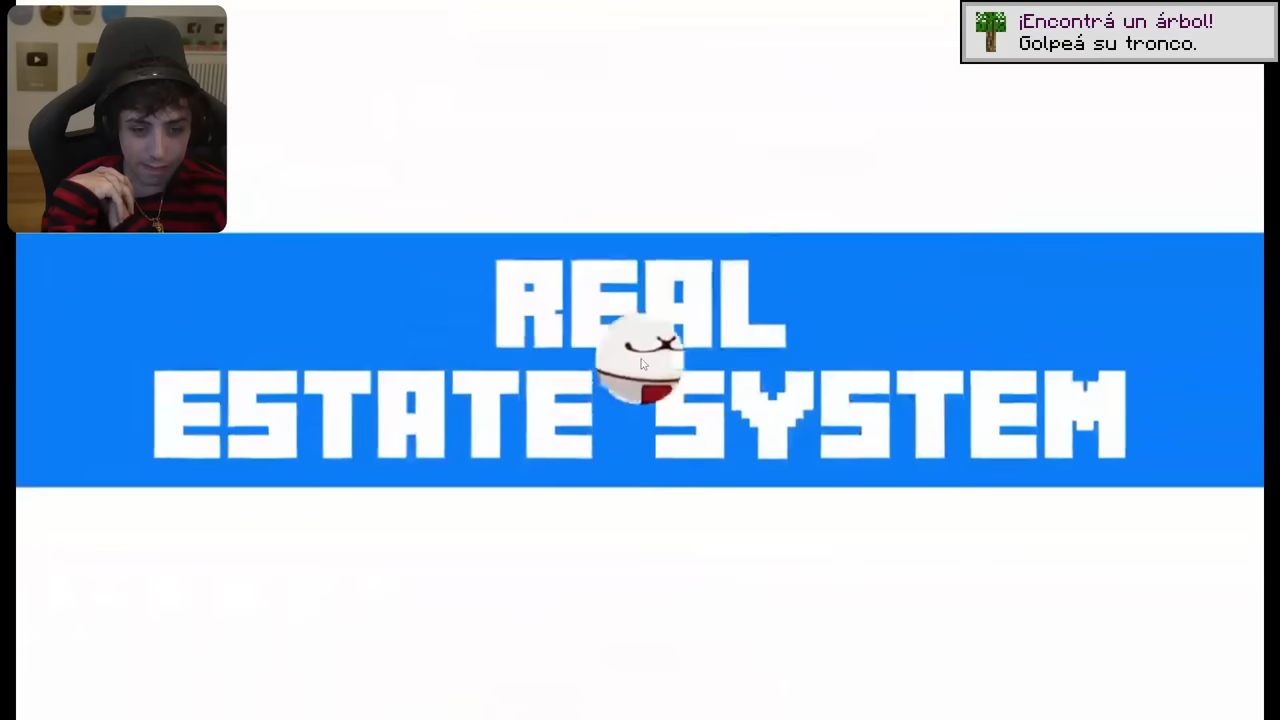 ¡Encontrá un árbol!
Golpeá su tronco.
REAL
ESTATE SYSTEM